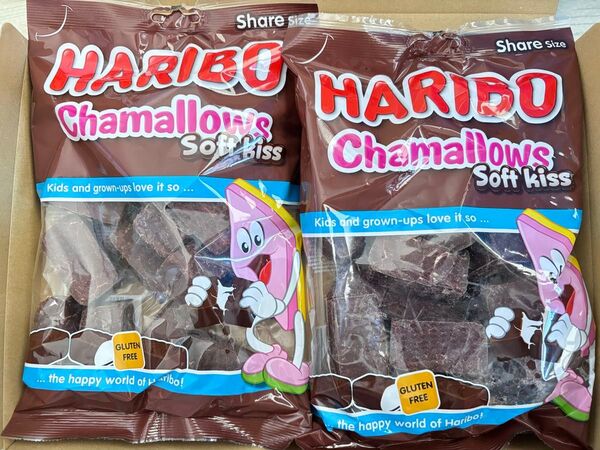 Share Size
HARIBO
Chamallows
Soft kiss
Kids and grown-ups love it so ...
GLUTEN
FREE
... the happy world of Haribo!
Share Size
HARIBO
Chamallows
Soft kiss
Kids and grown-ups love it so ...
GLUTEN
FREE
... the happy world of Haribo!